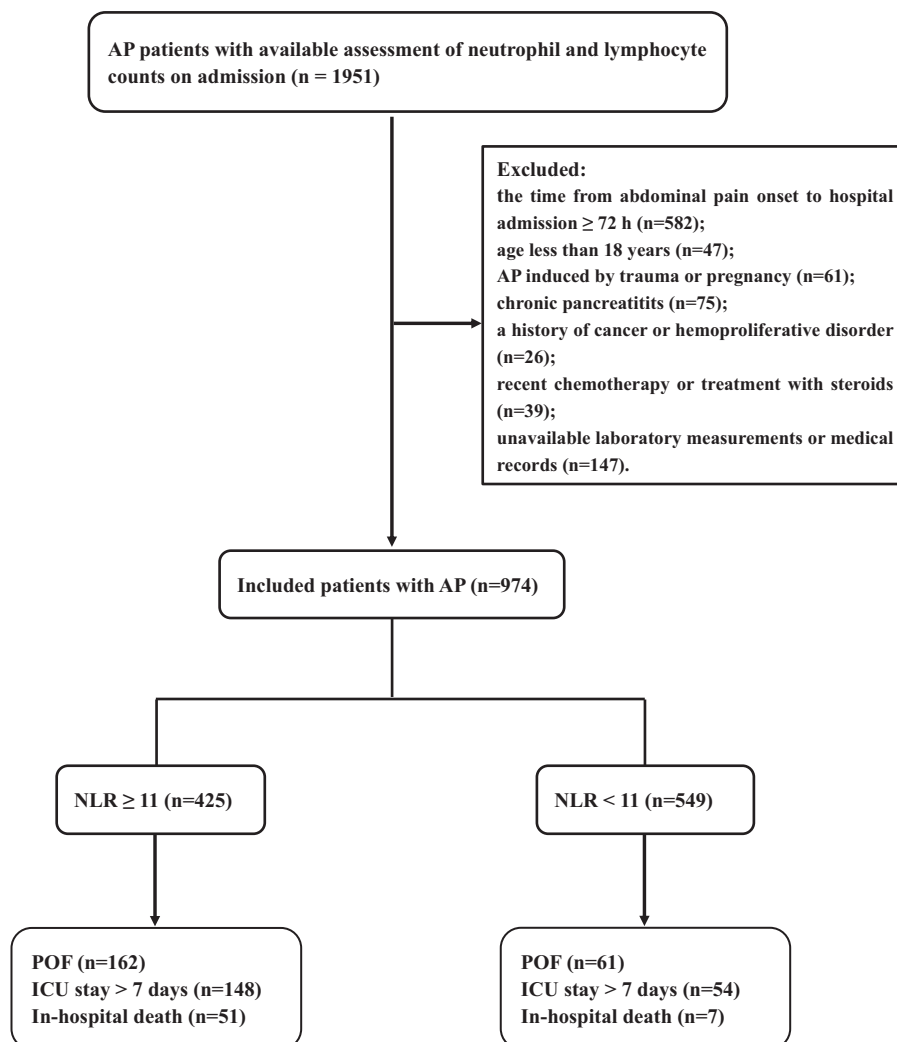 AP patients with available assessment of neutrophil and lymphocyte
counts on admission (n = 1951)
Excluded:
the time from abdominal pain onset to hospital
admission ≥ 72 h (n=582);
age less than 18 years (n=47);
AP induced by trauma or pregnancy (n=61);
chronic pancreatitits (n=75);
a history of cancer or hemoproliferative disorder
(n=26);
recent chemotherapy or treatment with steroids
(n=39);
unavailable laboratory measurements or medical
records (n=147).
Included patients with AP (n=974)
NLR ≥ 11 (n=425)
NLR < 11 (n=549)
POF (n=162)
ICU stay > 7 days (n=148)
In-hospital death (n=51)
POF (n=61)
ICU stay > 7 days (n=54)
In-hospital death (n=7)